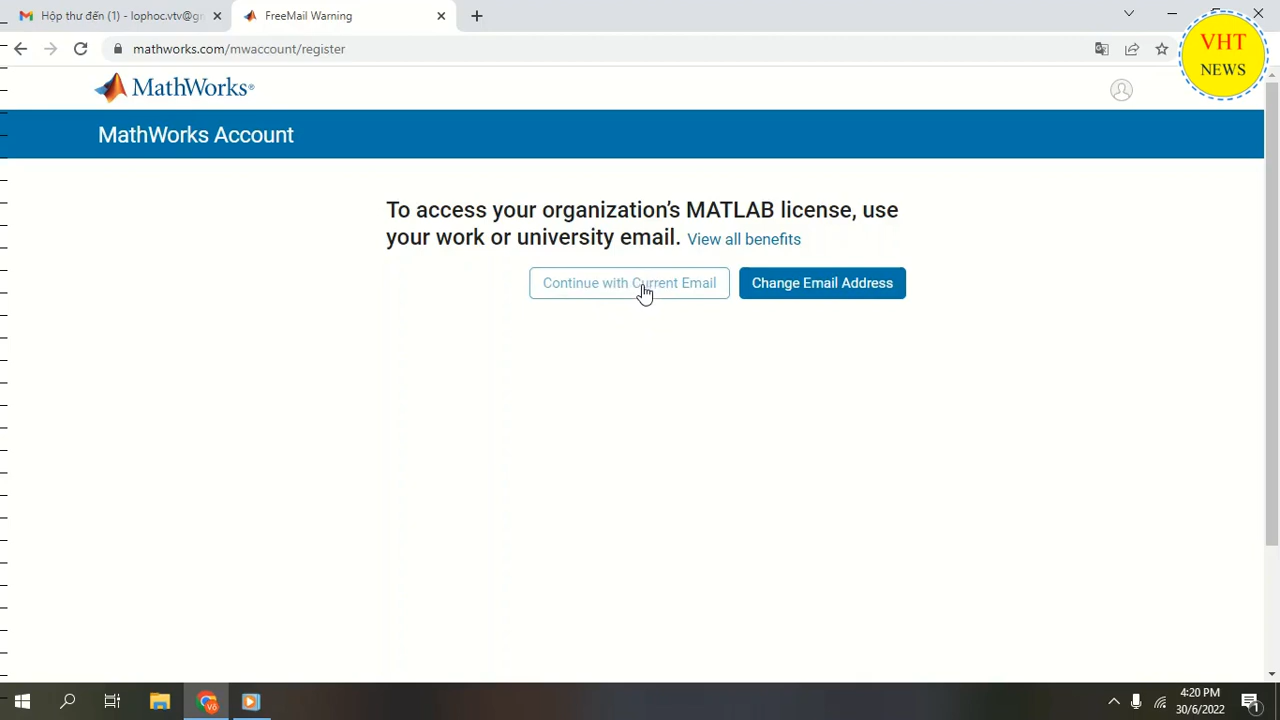 Hộp thư đến (1) - lophoc.vtv@gr
FreeMail Warning
mathworks.com/mwaccount/register
VHT
NEWS
MathWorks®
MathWorks Account
To access your organization's MATLAB license, use
your work or university email. View all benefits
Continue with Current Email
Change Email Address
4:20 PM
30/6/2022